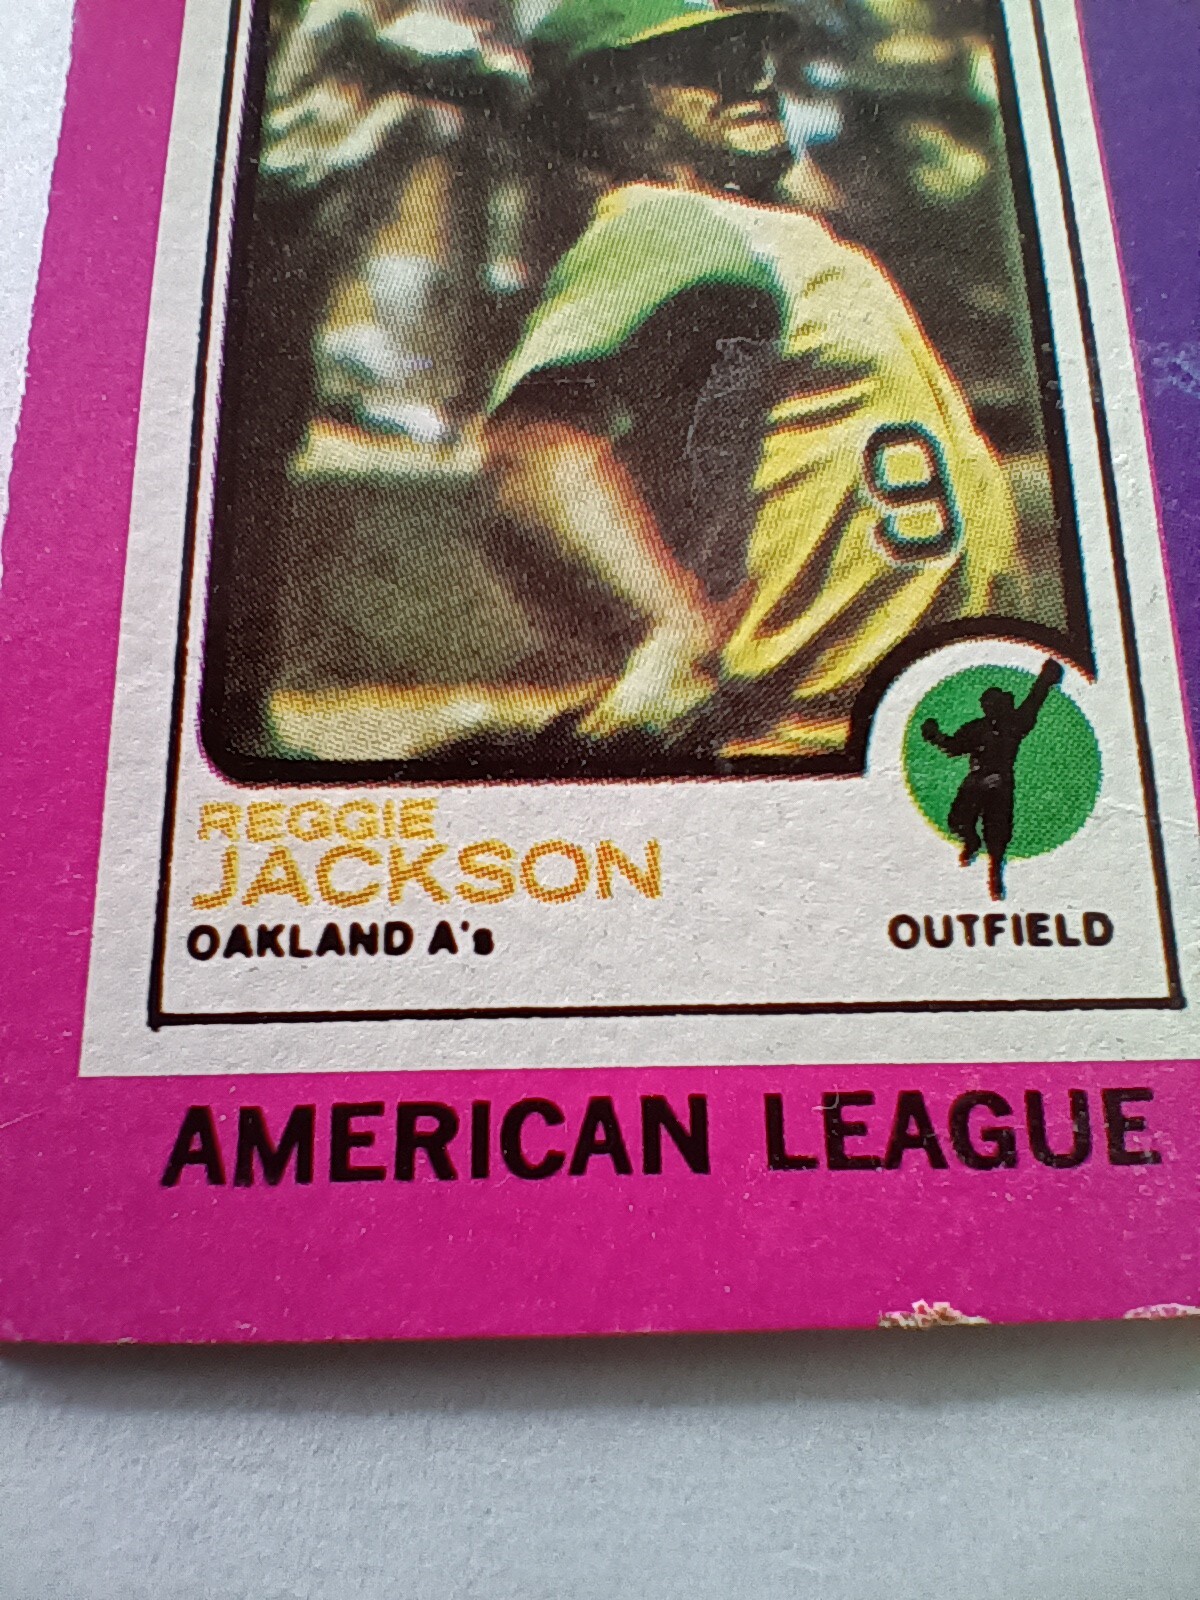 9
REGGIE
JACKSON
OAKLAND A's
OUTFIELD
AMERICAN LEAGUE